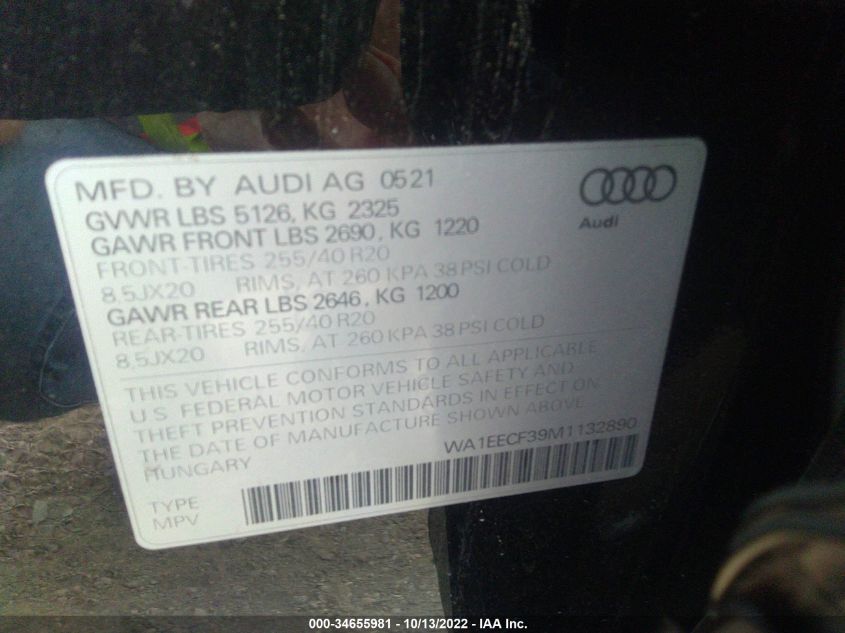 MFD. BY AUDI AG 0521
GVWR LBS 5126, KG 2325
GAWR FRONT LBS 2690, KG 1220
FRONT-TIRES 255/40 R20
8.5JX20 RIMS, AT 260 KPA 38 PSI COLD
GAWR REAR LBS 2646, KG 1200
REAR-TIRES 255/40 R20
8.5JX20 RIMS, AT 260 KPA 38 PSI COLD
THIS VEHICLE CONFORMS TO ALL APPLICABLE
U.S. FEDERAL MOTOR VEHICLE SAFETY AND
THEFT PREVENTION STANDARDS IN EFFECT ON
THE DATE OF MANUFACTURE SHOWN ABOVE
HUNGARY
WA1EECF39M1132890
TYPE
MPV
Audi
000-34655981 - 10/13/2022 - IAA Inc.